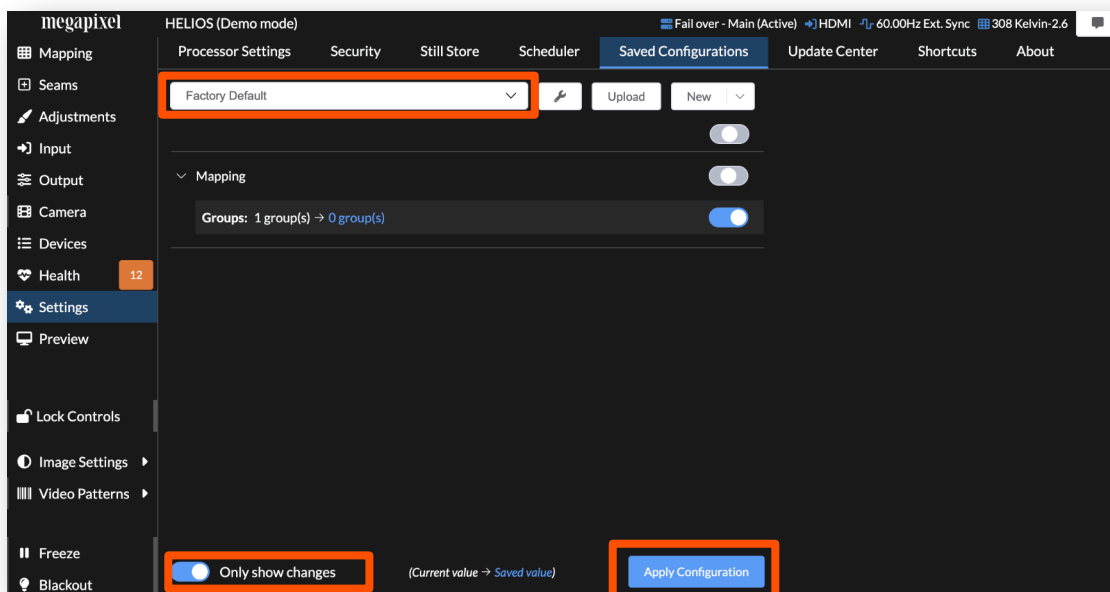 megapixel
HELIOS (Demo mode)
Fail over - Main (Active) HDMI 60.00Hz Ext. Sync 308 Kelvin-2.6
Processor Settings Security Still Store Scheduler Saved Configurations Update Center Shortcuts About
Mapping
Seams
Adjustments
Input
Output
Camera
Devices
Health 12
Settings
Preview
Lock Controls
Image Settings
Video Patterns
Freeze
Blackout
Factory Default
Upload New
Mapping
Groups: 1 group(s) → 0 group(s)
Only show changes (Current value → Saved value) Apply Configuration